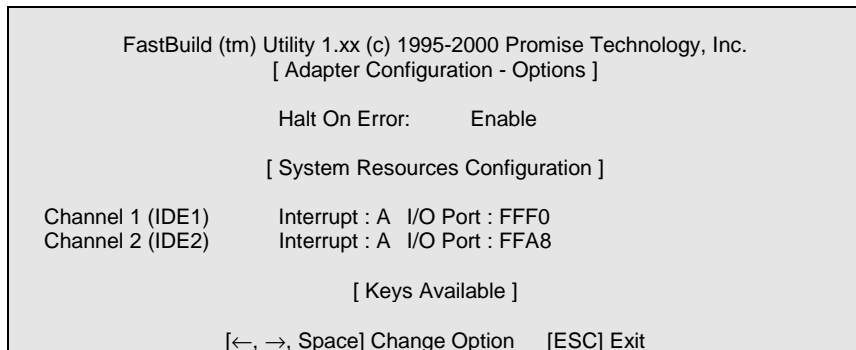 FastBuild (tm) Utility 1.xx (c) 1995-2000 Promise Technology, Inc.
[ Adapter Configuration - Options ]
Halt On Error: Enable
[ System Resources Configuration ]
Channel 1 (IDE1) Interrupt : A I/O Port : FFF0
Channel 2 (IDE2) Interrupt : A I/O Port : FFA8
[ Keys Available ]
[←, →, Space] Change Option [ESC] Exit